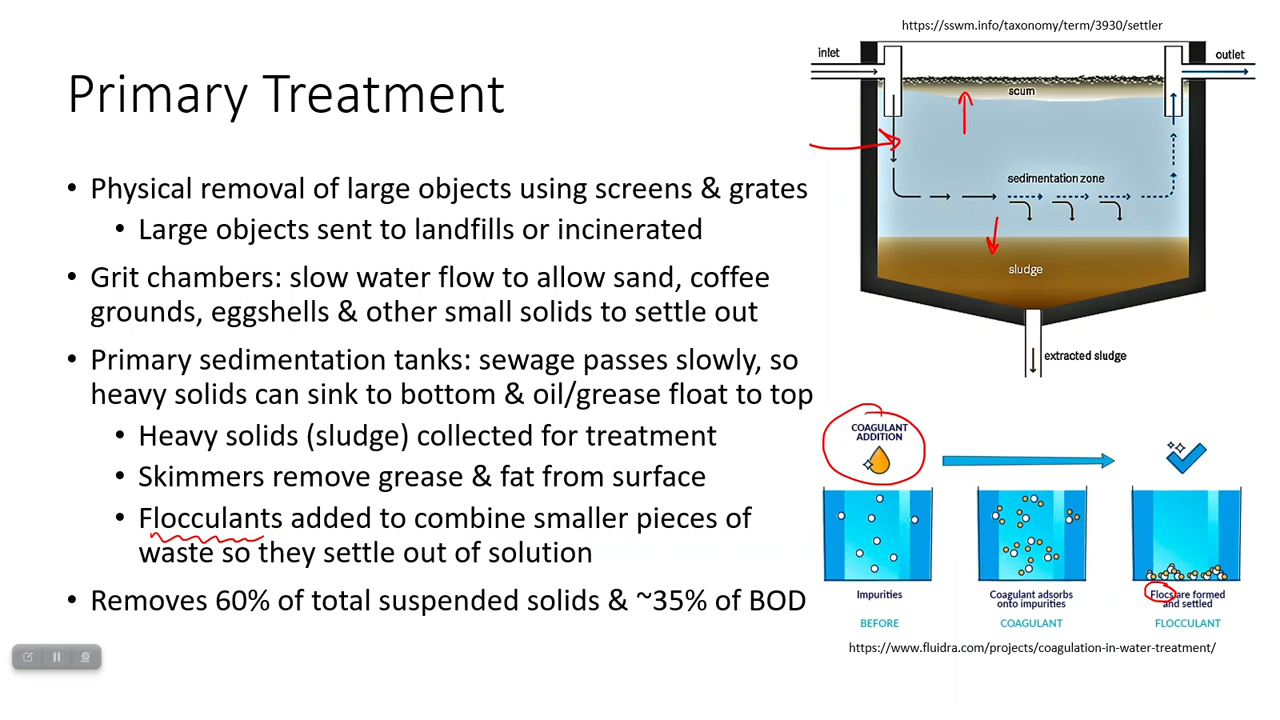 Primary Treatment
• Physical removal of large objects using screens & grates
• Large objects sent to landfills or incinerated
• Grit chambers: slow water flow to allow sand, coffee
grounds, eggshells & other small solids to settle out
• Primary sedimentation tanks: sewage passes slowly, so
heavy solids can sink to bottom & oil/grease float to top
• Heavy solids (sludge) collected for treatment
• Skimmers remove grease & fat from surface
• Flocculants added to combine smaller pieces of
waste so they settle out of solution
• Removes 60% of total suspended solids & ~35% of BOD
https://sswm.info/taxonomy/term/3930/settler
inlet
outlet
scum
sedimentation zone
sludge
extracted sludge
COAGULANT
ADDITION
Impurities
BEFORE
Coagulant adsorbs
onto impurities
COAGULANT
Flocs are formed
and settled
FLOCCULANT
https://www.fluidra.com/projects/coagulation-in-water-treatment/